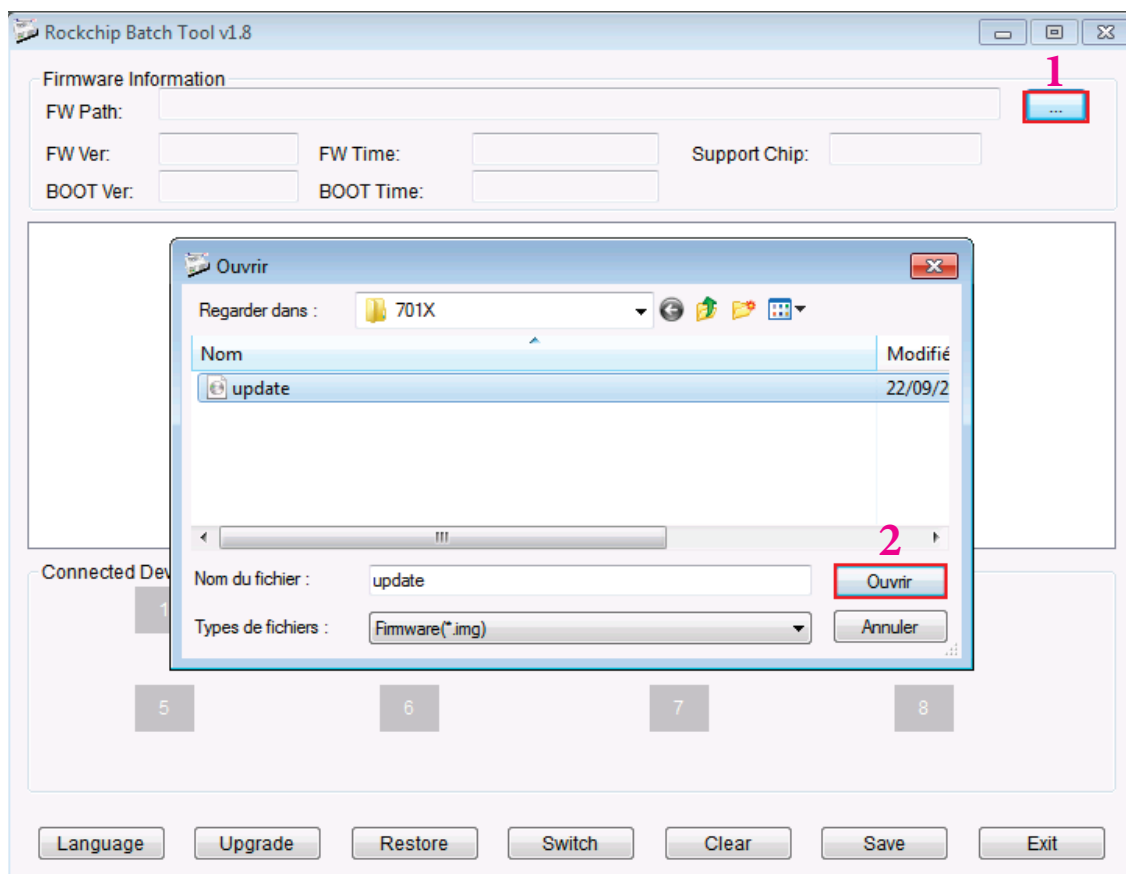 Rockchip Batch Tool v1.8
1
Firmware Information
FW Path:
...
FW Ver:
FW Time:
Support Chip:
BOOT Ver:
BOOT Time:
Ouvrir
Regarder dans :
701X
Nom
Modifié
update
22/09/2
2
Connected Dev
Nom du fichier :
update
Ouvrir
1
Types de fichiers :
Firmware(*.img)
Annuler
5
6
7
8
Language
Upgrade
Restore
Switch
Clear
Save
Exit